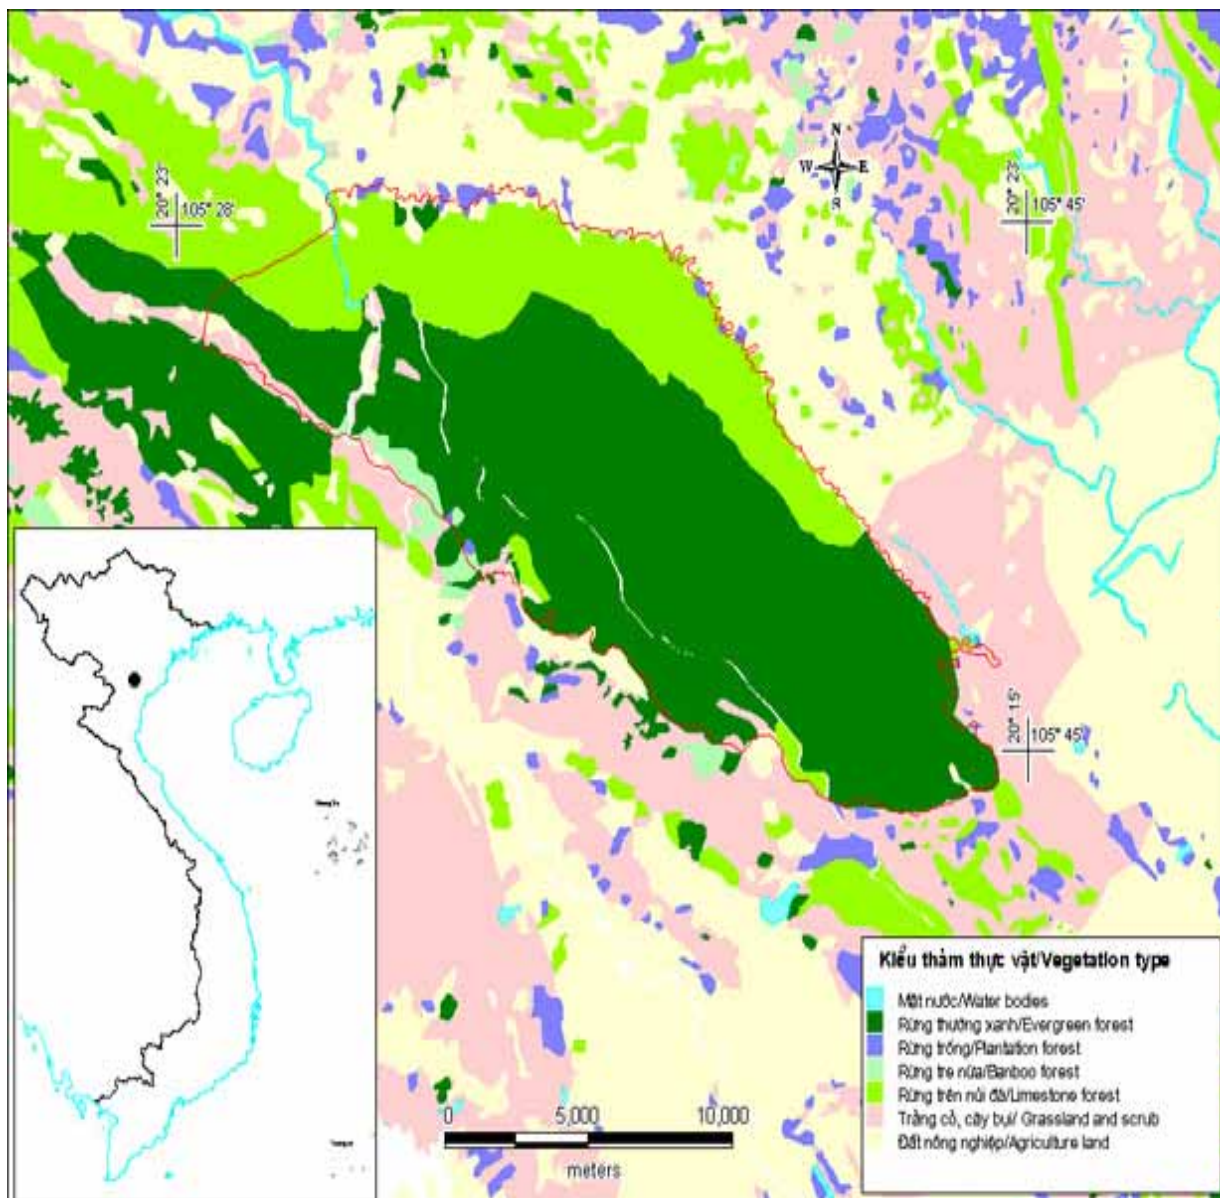 N
W E
S
20° 23'
105° 28'
20° 23'
105° 45'
20° 15'
105° 45'
Kiểu thảm thực vật/Vegetation type
Mặt nước/Water bodies
Rừng thường xanh/Evergreen forest
Rừng trồng/Plantation forest
Rừng tre nứa/Banboo forest
Rừng trên núi đá/Limestone forest
Trảng cỏ, cây bụi/ Grassland and scrub
Đất nông nghiệp/Agriculture land
0 5,000 10,000
meters